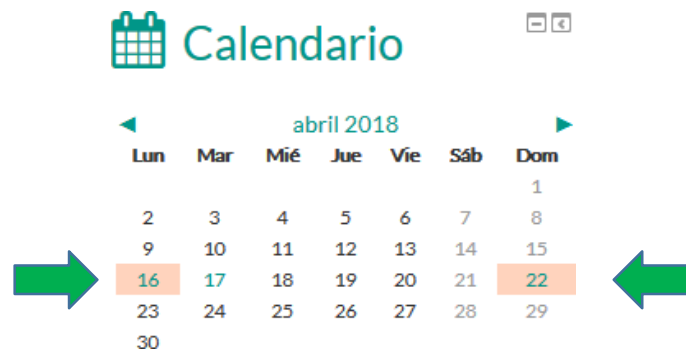 Calendario
abril 2018
Lun Mar Mié Jue Vie Sáb Dom
1
2 3 4 5 6 7 8
9 10 11 12 13 14 15
16 17 18 19 20 21 22
23 24 25 26 27 28 29
30